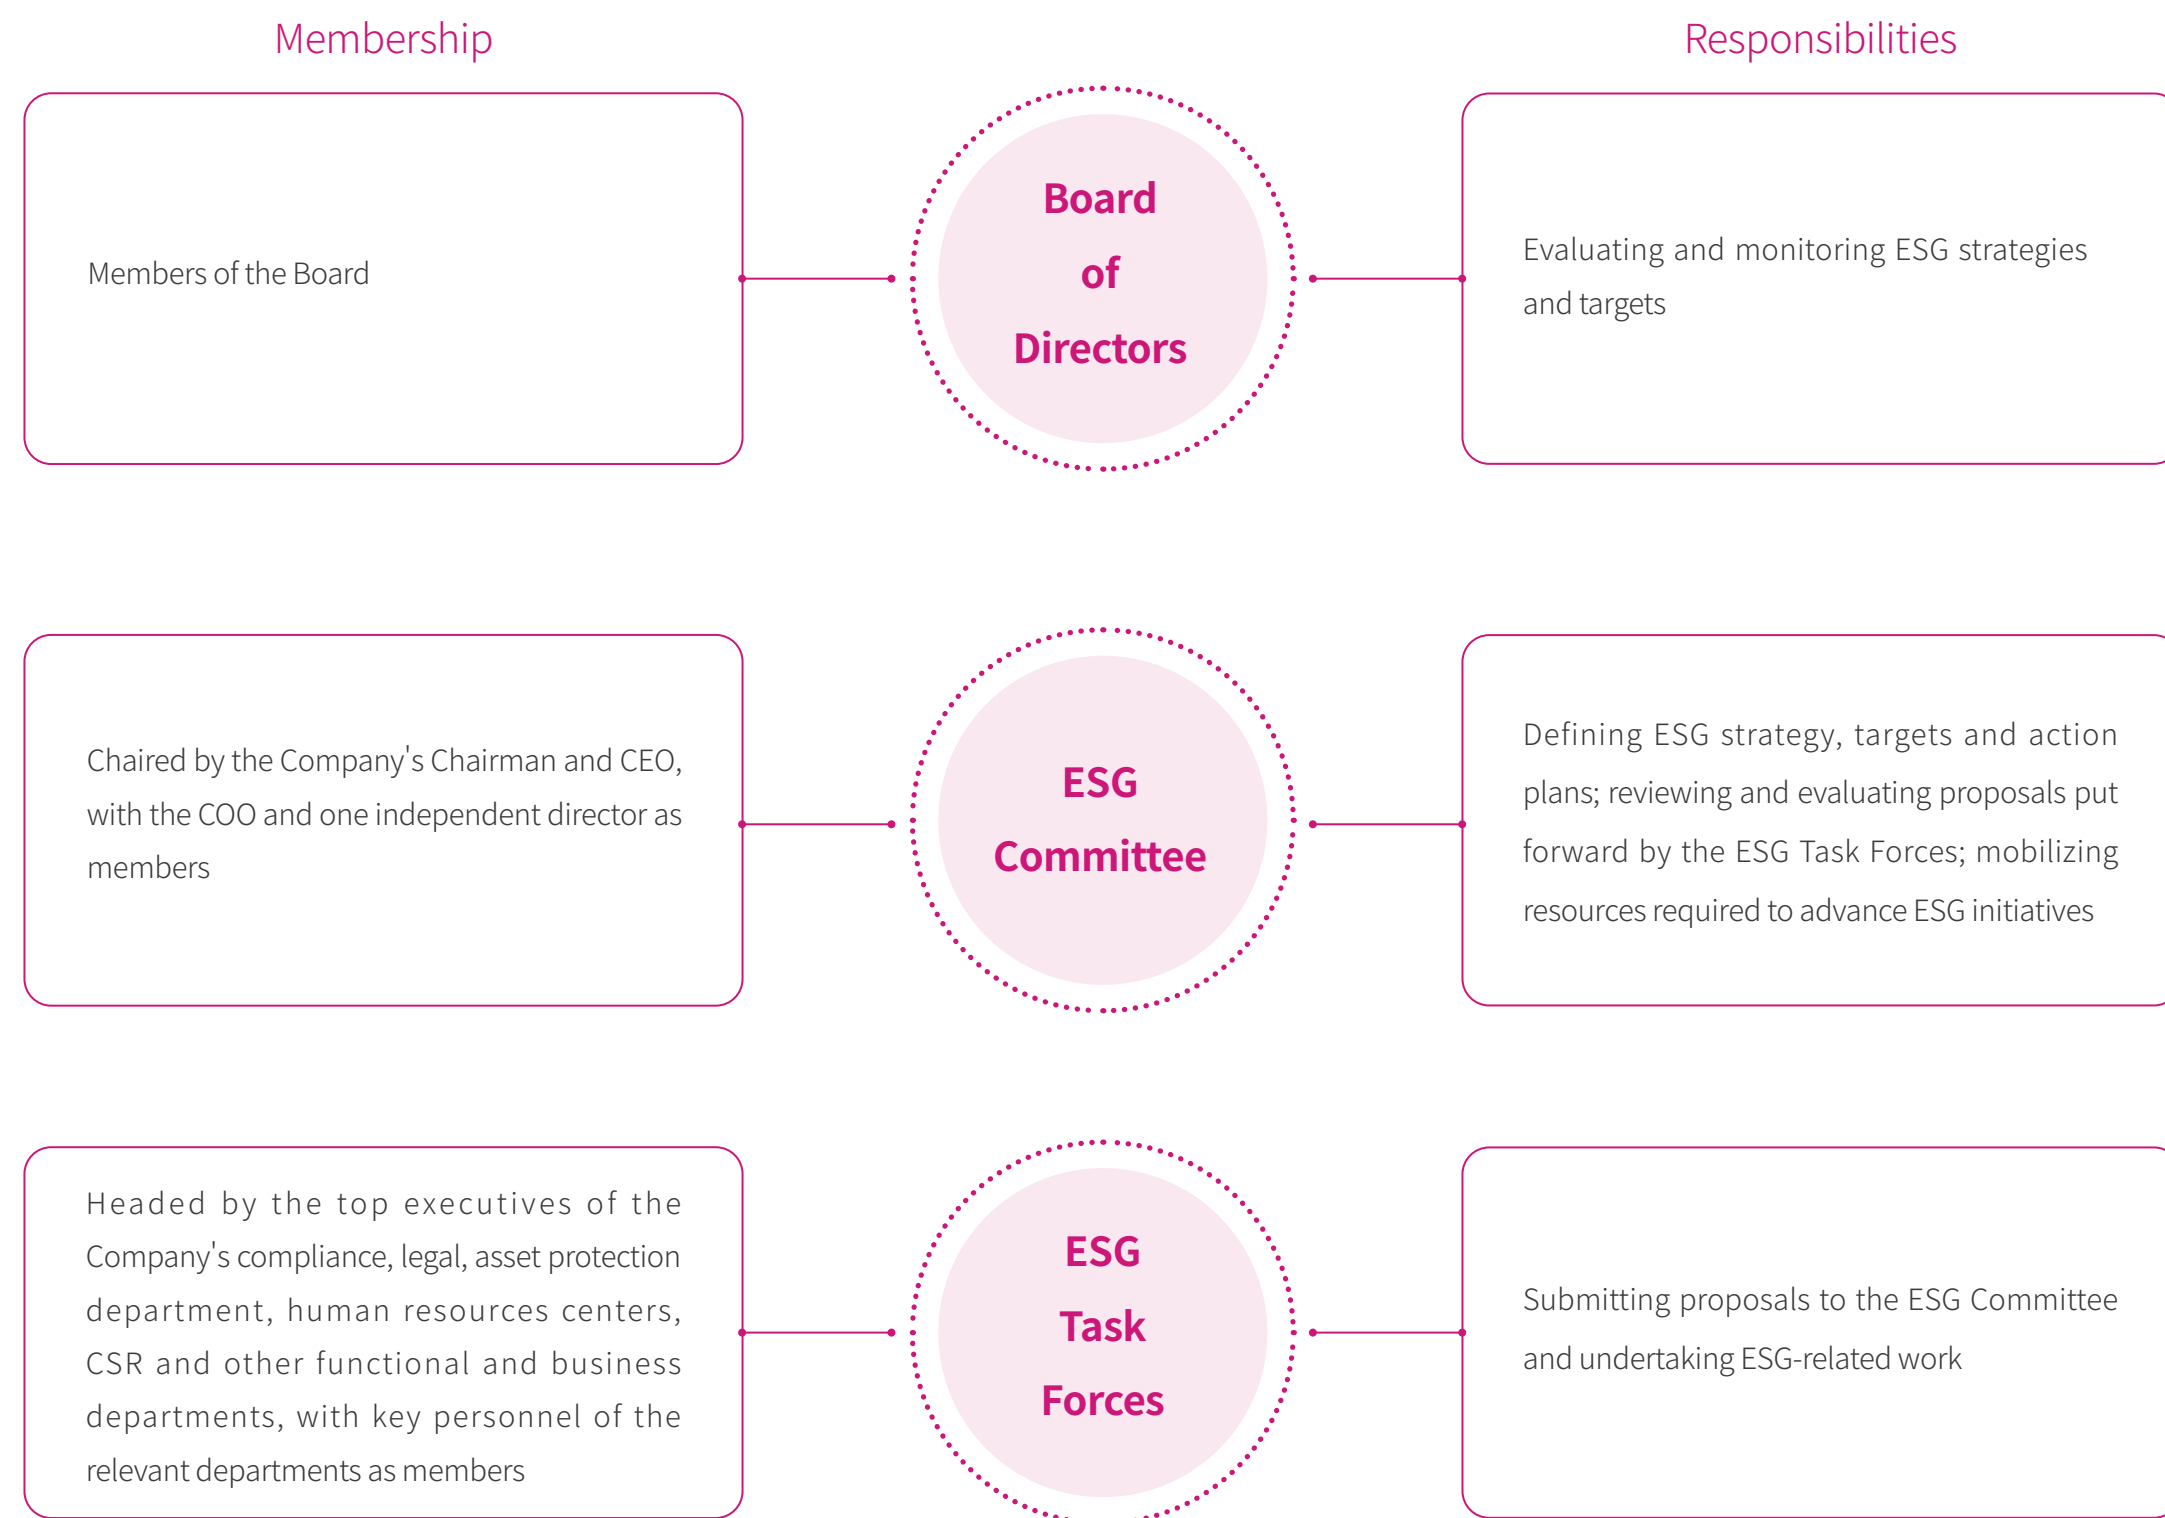 Membership
Responsibilities
Members of the Board
Board
of
Directors
Evaluating and monitoring ESG strategies
and targets
Chaired by the Company's Chairman and CEO,
with the COO and one independent director as
members
ESG
Committee
Defining ESG strategy, targets and action
plans; reviewing and evaluating proposals put
forward by the ESG Task Forces; mobilizing
resources required to advance ESG initiatives
Headed by the top executives of the
Company's compliance, legal, asset protection
department, human resources centers,
CSR and other functional and business
departments, with key personnel of the
relevant departments as members
ESG
Task
Forces
Submitting proposals to the ESG Committee
and undertaking ESG-related work